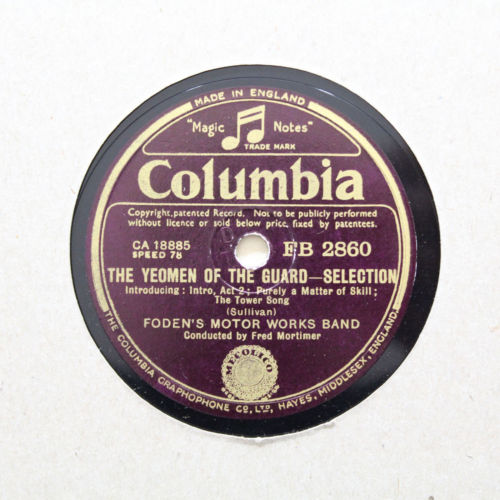 MADE IN ENGLAND
"Magic Notes"
TRADE MARK
Columbia
Copyright, patented Record. Not to be publicly performed
without licence or sold below price fixed by patentees.
CA 18885
SPEED 78
FB 2860
THE YEOMEN OF THE GUARD—SELECTION
Introducing: Intro, Act 2; Purely a Matter of Skill;
The Tower Song
(Sullivan)
FODEN'S MOTOR WORKS BAND
Conducted by Fred Mortimer
MECOLICO
THE COLUMBIA GRAPHOPHONE CO, LTD, HAYES, MIDDLESEX, ENGLAND.